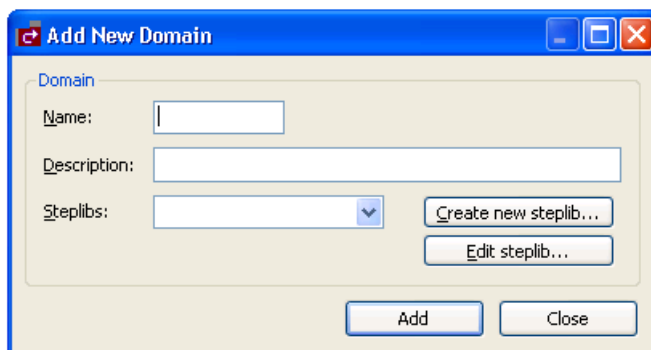 Add New Domain
Domain
Name:
Description:
Steplibs:
Create new steplib...
Edit steplib...
Add Close